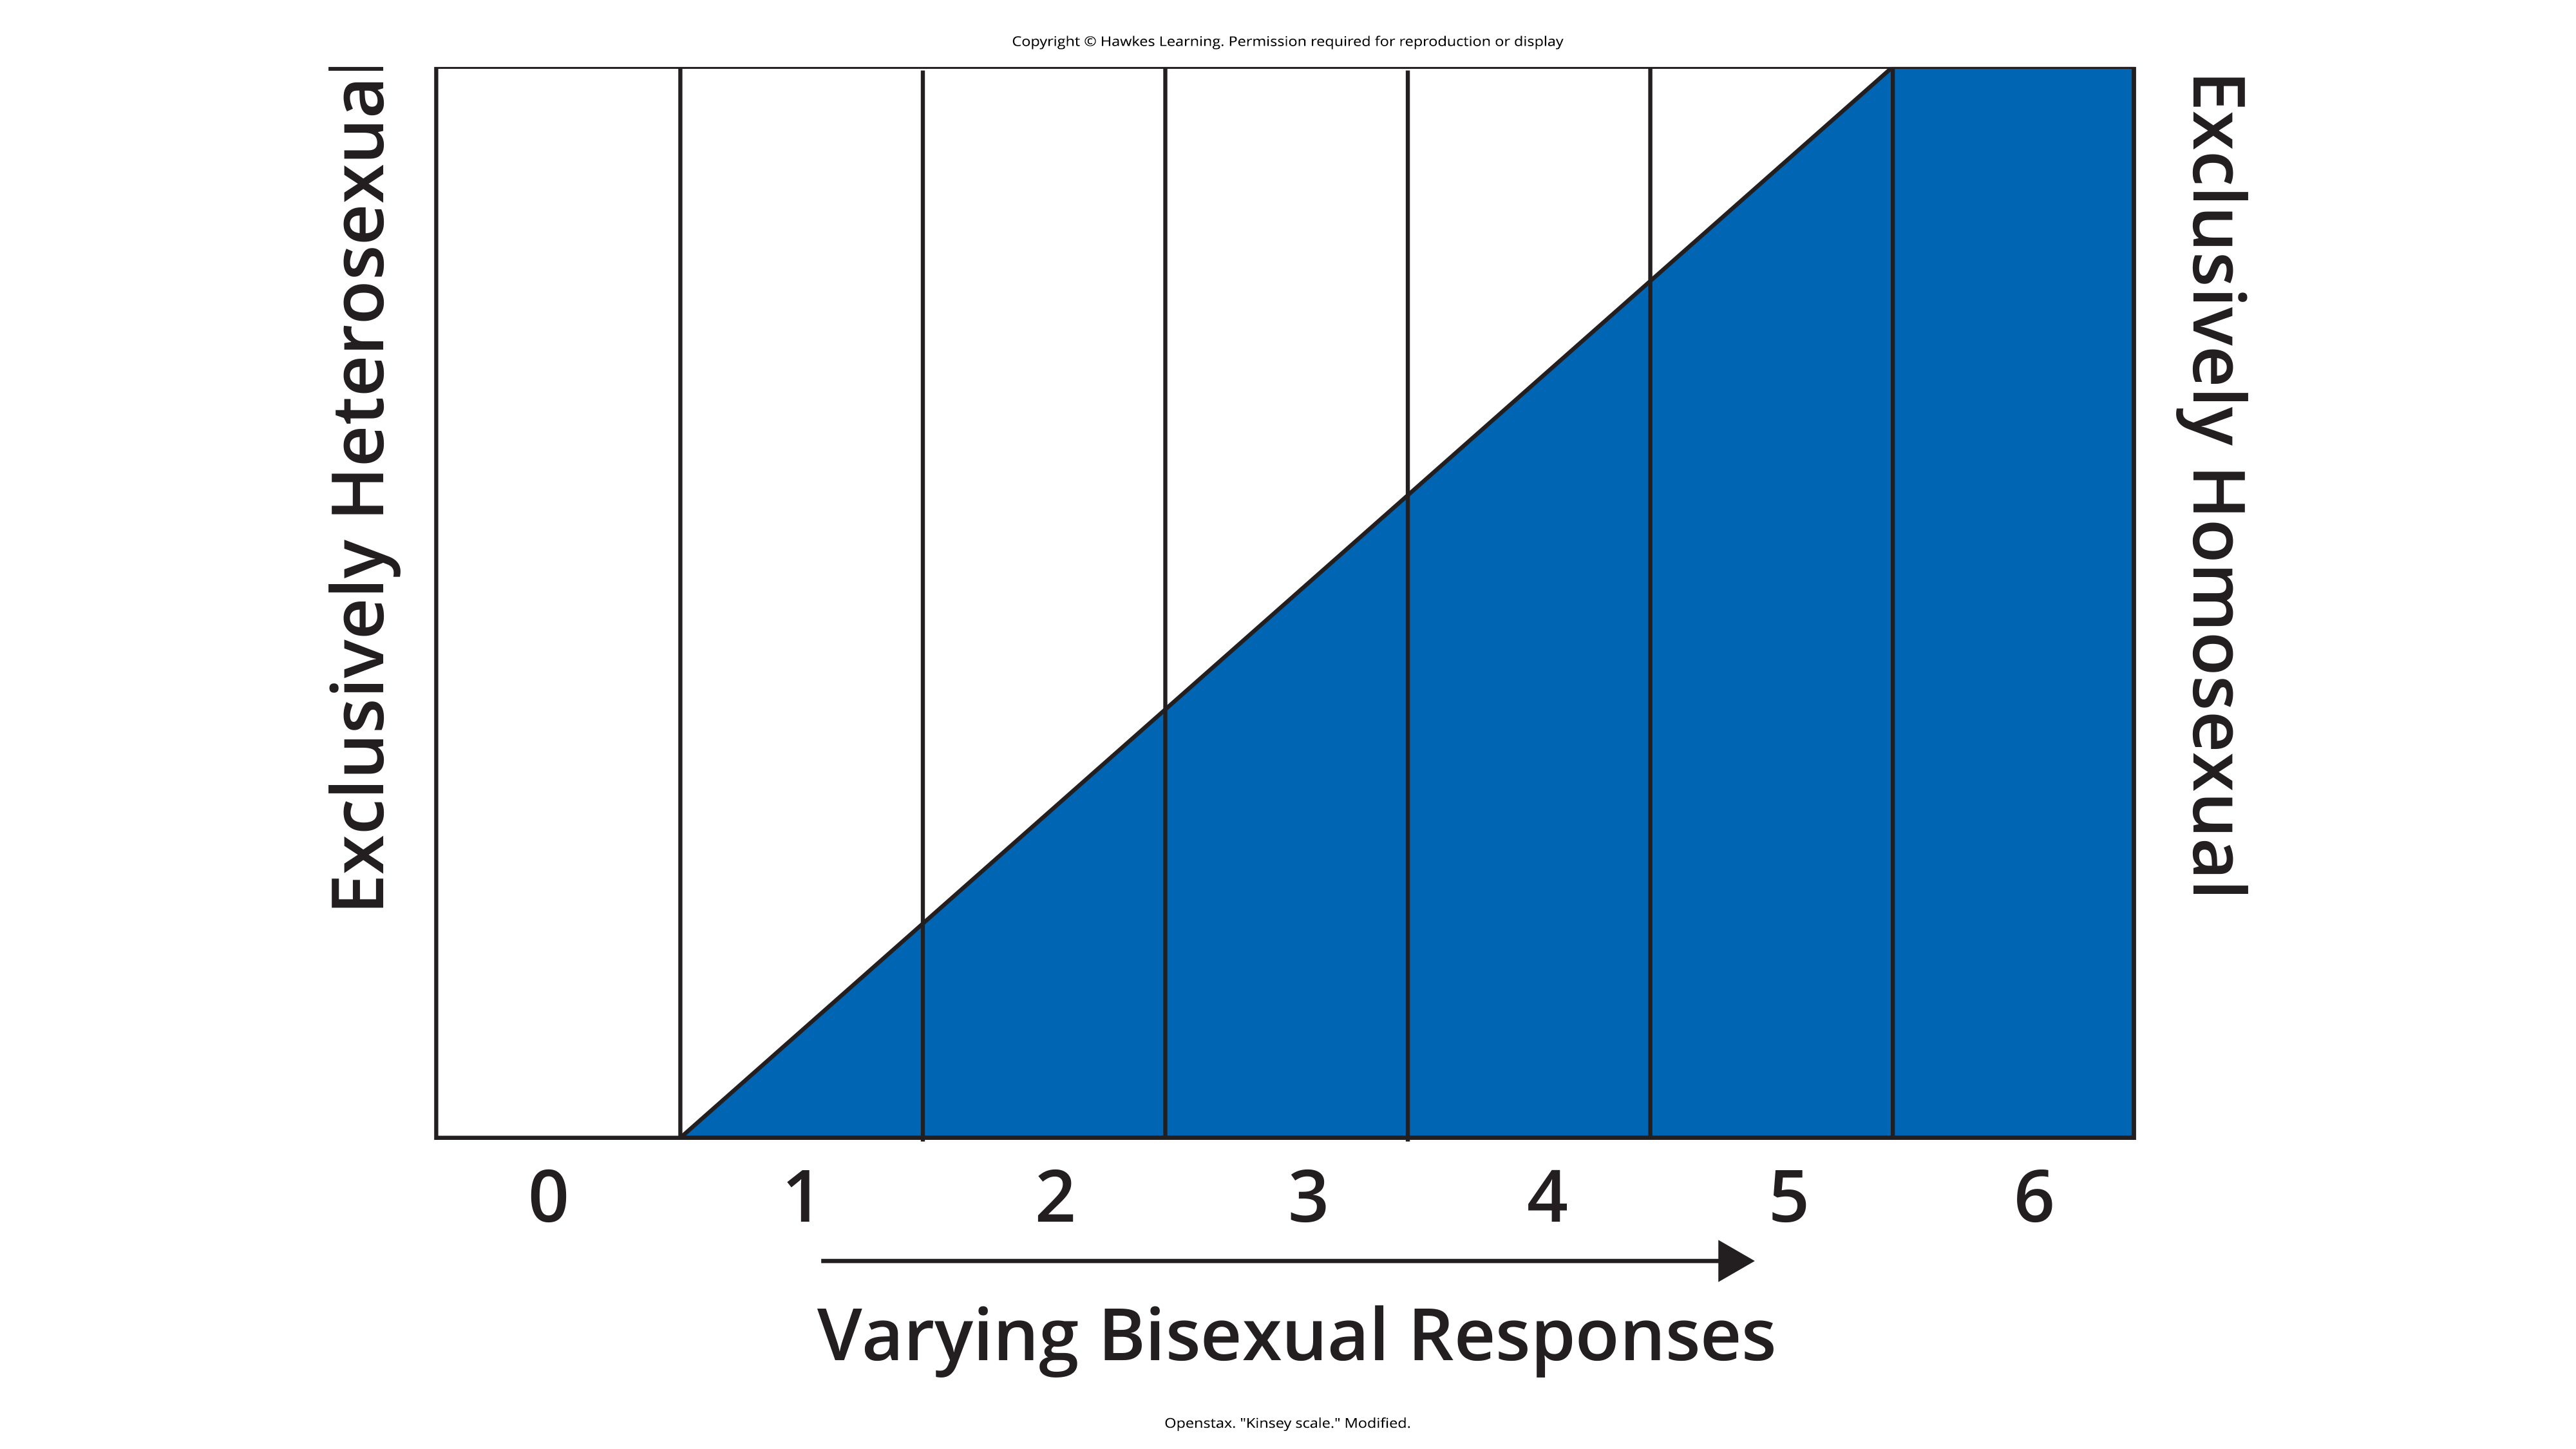 Copyright © Hawkes Learning. Permission required for reproduction or display
Exclusively Heterosexual
Exclusively Homosexual
0 1 2 3 4 5 6
Varying Bisexual Responses
Openstax. "Kinsey scale." Modified.